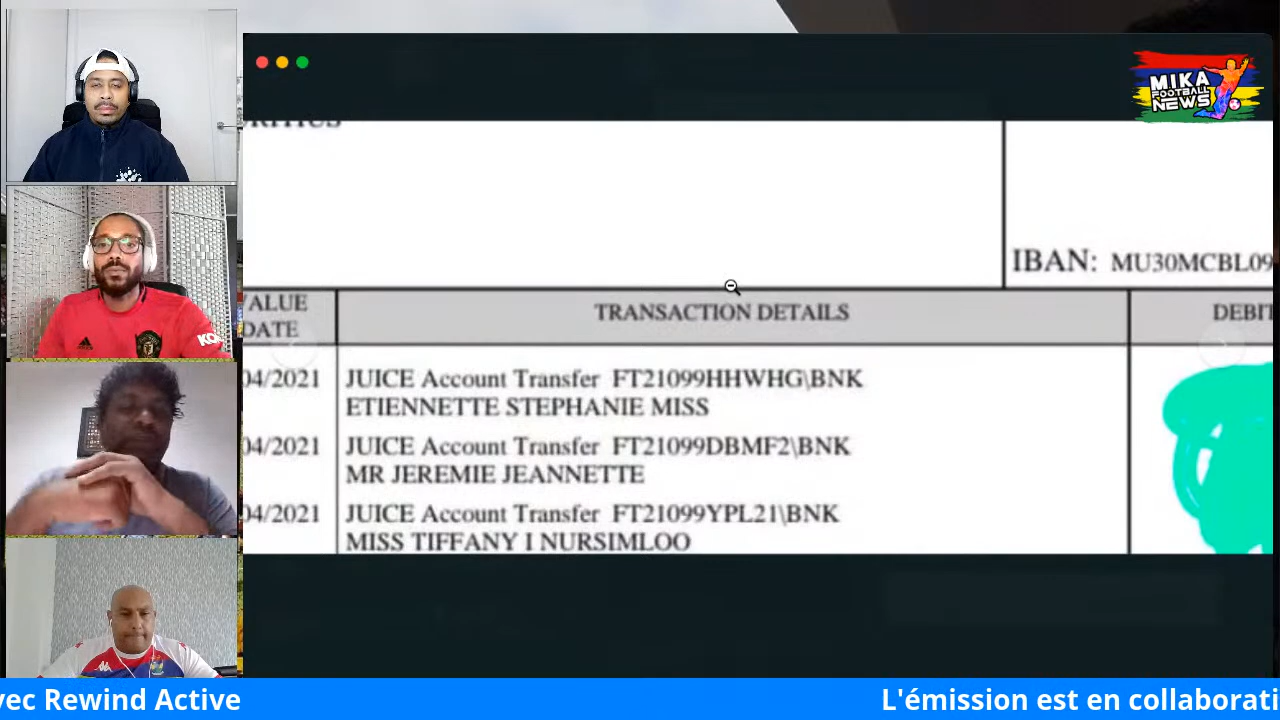 MIKA
FOOTBALL
NEWS
IBAN: MU30MCBL09
ALUE
DATE
TRANSACTION DETAILS
DEBIT
04/2021
JUICE Account Transfer FT21099HHWHG\BNK
ETIENNETTE STEPHANIE MISS
04/2021
JUICE Account Transfer FT21099DBMF2\BNK
MR JEREMIE JEANNETTE
04/2021
JUICE Account Transfer FT21099YPL21\BNK
MISS TIFFANY I NURSIMLOO
vec Rewind Active
L'émission est en collaborati